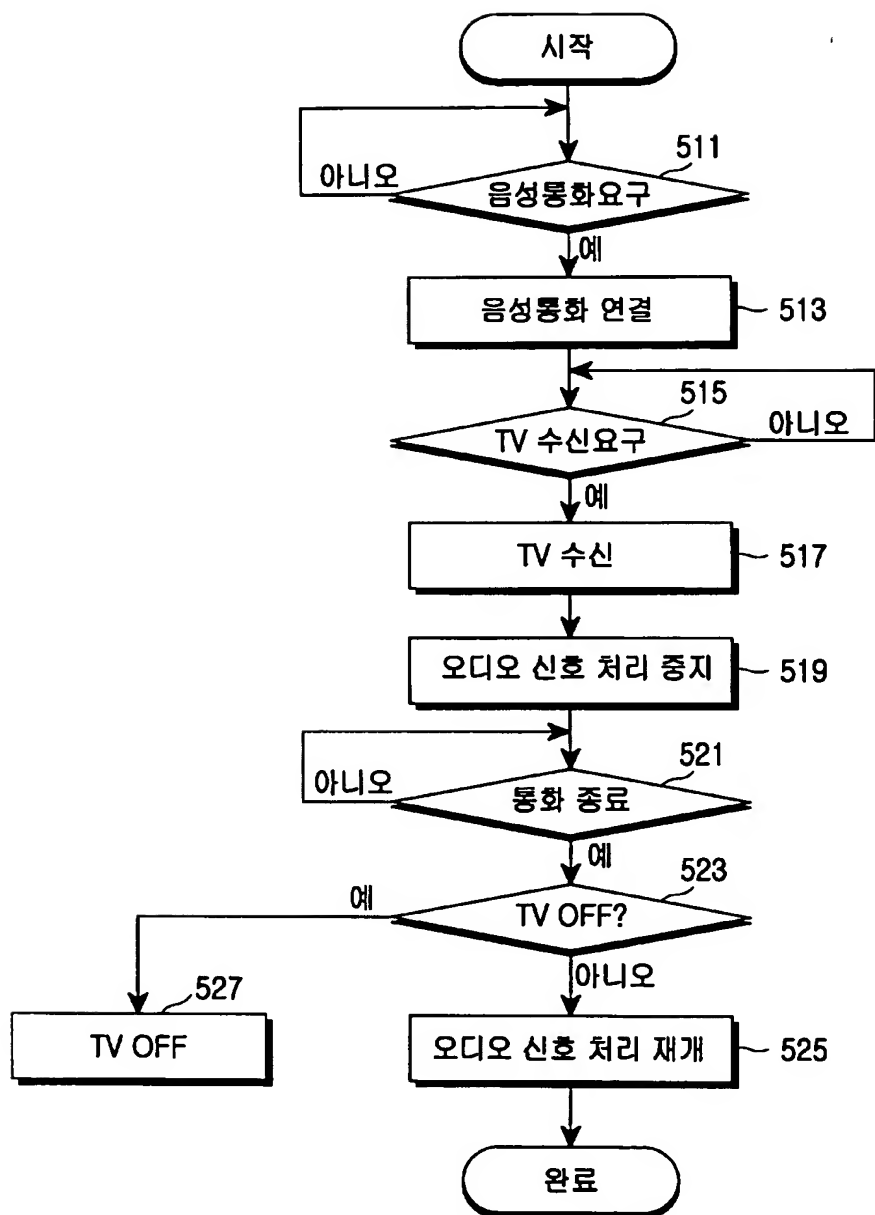 시작
511
아니오
음성통화요구
예
음성통화 연결
513
515
TV 수신요구
아니오
예
TV 수신
517
오디오 신호 처리 중지
519
521
아니오
통화 종료
예
523
예
TV OFF?
아니오
527
TV OFF
오디오 신호 처리 재개
525
완료